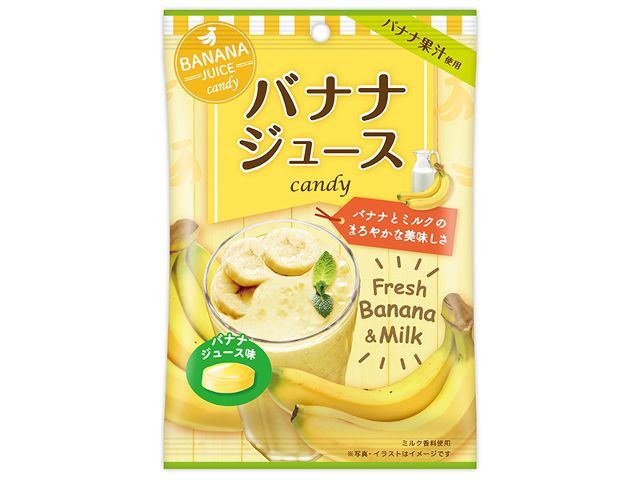 BANANA
JUICE
candy
バナナ果汁使用
バナナ
ジュース
candy
バナナとミルクの
まろやかな美味しさ
Fresh
Banana
&Milk
バナナ
ジュース味
ミルク香料使用
※写真・イラストはイメージです